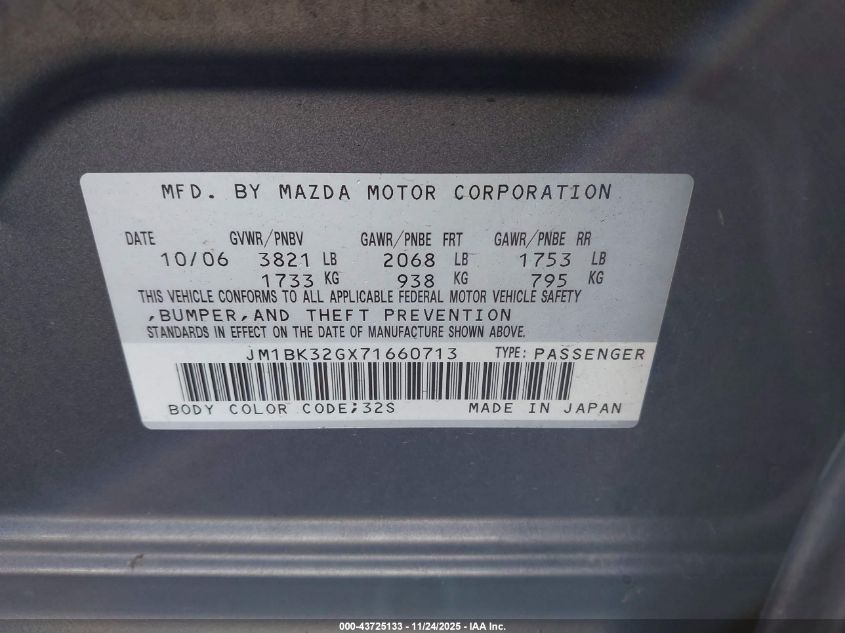 MFD. BY MAZDA MOTOR CORPORATION
DATE GVWR/PNBV GAWR/PNBE FRT GAWR/PNBE RR
10/06 3821 LB 2068 LB 1753 LB
1733 KG 938 KG 795 KG
THIS VEHICLE CONFORMS TO ALL APPLICABLE FEDERAL MOTOR VEHICLE SAFETY
,BUMPER,AND THEFT PREVENTION
STANDARDS IN EFFECT ON THE DATE OF MANUFACTURE SHOWN ABOVE.
JM1BK32GX71660713 TYPE: PASSENGER
BODY COLOR CODE;32S MADE IN JAPAN
000-43725133 - 11/24/2025 - IAA Inc.